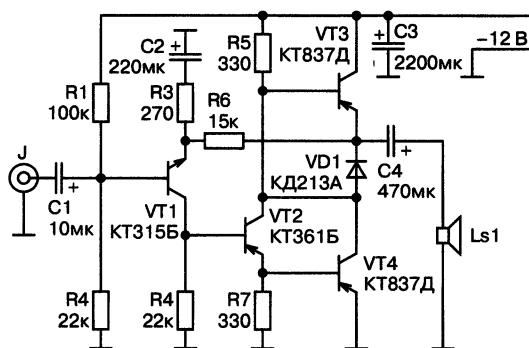 R5
330
VT3
КТ837Д
C3
2200мк
−12 В
C2
220мк
+
+
R1
100к
R3
270
R6
15к
J
+
C1
10мк
VT1
КТ315Б
VT2
КТ361Б
VD1
КД213А
C4
470мк
+
Ls1
VT4
КТ837Д
R4
22к
R4
22к
R7
330